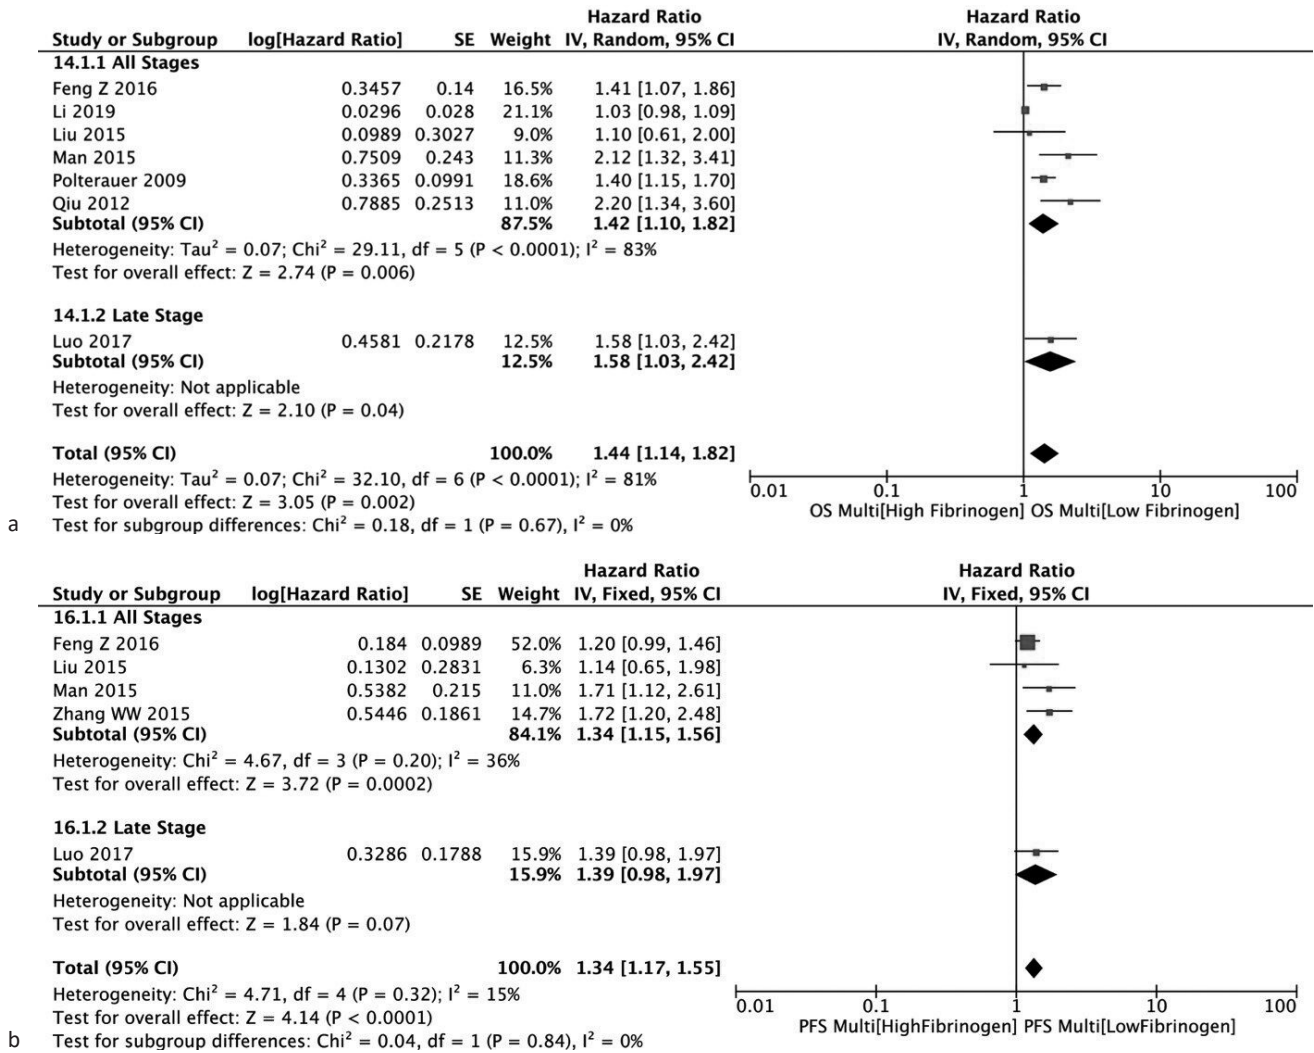 Hazard Ratio Hazard Ratio
Study or Subgroup log[Hazard Ratio] SE Weight IV, Random, 95% CI IV, Random, 95% CI
14.1.1 All Stages
Feng Z 2016 0.3457 0.14 16.5% 1.41 [1.07, 1.86]
Li 2019 0.0296 0.028 21.1% 1.03 [0.98, 1.09]
Liu 2015 0.0989 0.3027 9.0% 1.10 [0.61, 2.00]
Man 2015 0.7509 0.243 11.3% 2.12 [1.32, 3.41]
Polterauer 2009 0.3365 0.0991 18.6% 1.40 [1.15, 1.70]
Qiu 2012 0.7885 0.2513 11.0% 2.20 [1.34, 3.60]
Subtotal (95% CI) 87.5% 1.42 [1.10, 1.82]
Heterogeneity: Tau² = 0.07; Chi² = 29.11, df = 5 (P < 0.0001); I² = 83%
Test for overall effect: Z = 2.74 (P = 0.006)
14.1.2 Late Stage
Luo 2017 0.4581 0.2178 12.5% 1.58 [1.03, 2.42]
Subtotal (95% CI) 12.5% 1.58 [1.03, 2.42]
Heterogeneity: Not applicable
Test for overall effect: Z = 2.10 (P = 0.04)
Total (95% CI) 100.0% 1.44 [1.14, 1.82]
Heterogeneity: Tau² = 0.07; Chi² = 32.10, df = 6 (P < 0.0001); I² = 81%
Test for overall effect: Z = 3.05 (P = 0.002)
Test for subgroup differences: Chi² = 0.18, df = 1 (P = 0.67), I² = 0%
0.01 0.1 1 10 100
OS Multi[High Fibrinogen] OS Multi[Low Fibrinogen]
a
Hazard Ratio Hazard Ratio
Study or Subgroup log[Hazard Ratio] SE Weight IV, Fixed, 95% CI IV, Fixed, 95% CI
16.1.1 All Stages
Feng Z 2016 0.184 0.0989 52.0% 1.20 [0.99, 1.46]
Liu 2015 0.1302 0.2831 6.3% 1.14 [0.65, 1.98]
Man 2015 0.5382 0.215 11.0% 1.71 [1.12, 2.61]
Zhang WW 2015 0.5446 0.1861 14.7% 1.72 [1.20, 2.48]
Subtotal (95% CI) 84.1% 1.34 [1.15, 1.56]
Heterogeneity: Chi² = 4.67, df = 3 (P = 0.20); I² = 36%
Test for overall effect: Z = 3.72 (P = 0.0002)
16.1.2 Late Stage
Luo 2017 0.3286 0.1788 15.9% 1.39 [0.98, 1.97]
Subtotal (95% CI) 15.9% 1.39 [0.98, 1.97]
Heterogeneity: Not applicable
Test for overall effect: Z = 1.84 (P = 0.07)
Total (95% CI) 100.0% 1.34 [1.17, 1.55]
Heterogeneity: Chi² = 4.71, df = 4 (P = 0.32); I² = 15%
Test for overall effect: Z = 4.14 (P < 0.0001)
Test for subgroup differences: Chi² = 0.04, df = 1 (P = 0.84), I² = 0%
0.01 0.1 1 10 100
PFS Multi[HighFibrinogen] PFS Multi[LowFibrinogen]
b